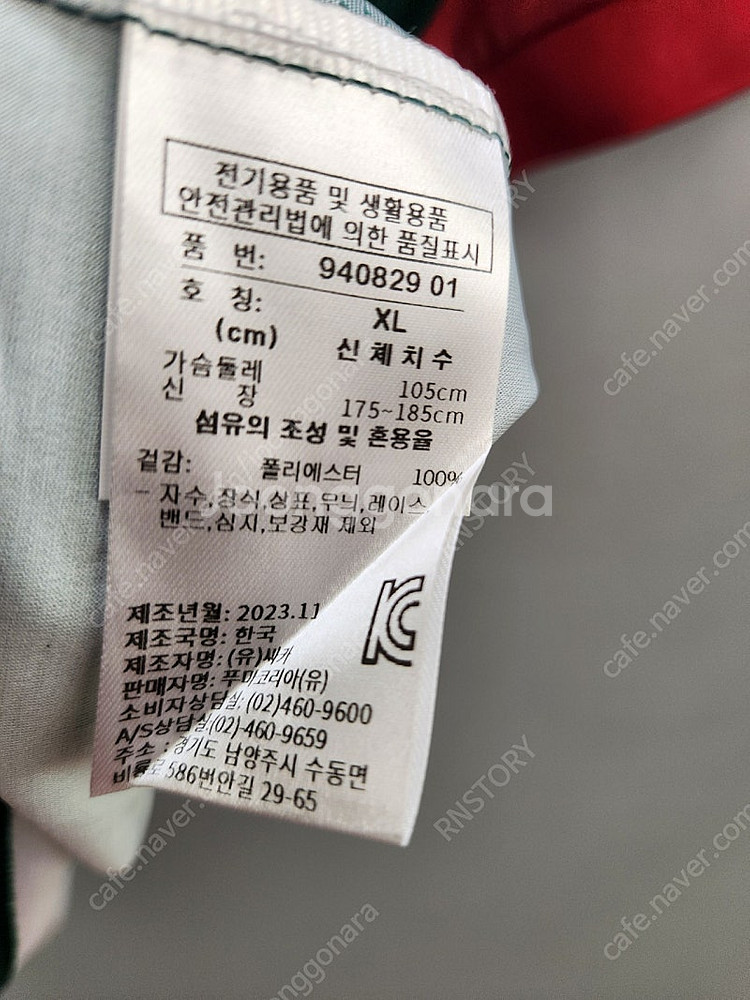 전기용품 및 생활용품
안전관리법에 의한 품질표시
품 번: 940829 01
호 칭: XL
(cm) 신체치수
가슴둘레 105cm
신 장 175~185cm
섬유의 조성 및 혼용율
겉감: 폴리에스터 100%
- 자수,장식,상표,무늬,레이스,
밴드,심지,보강재 제외
KC
제조년월: 2023.11
제조국명: 한국
제조자명: (유)씨카
판매자명: 푸마코리아(유)
소비자상담실: (02)460-9600
A/S상담실:(02)-460-9659
주소 : 경기도 남양주시 수동면
비룡로 586번안길 29-65
Joonggonara
cafe.naver.com
RNSTORY
cafe.naver.com
RNSTORY
cafe.naver.com
RNSTORY
cafe.naver.com
cafe.naver.com